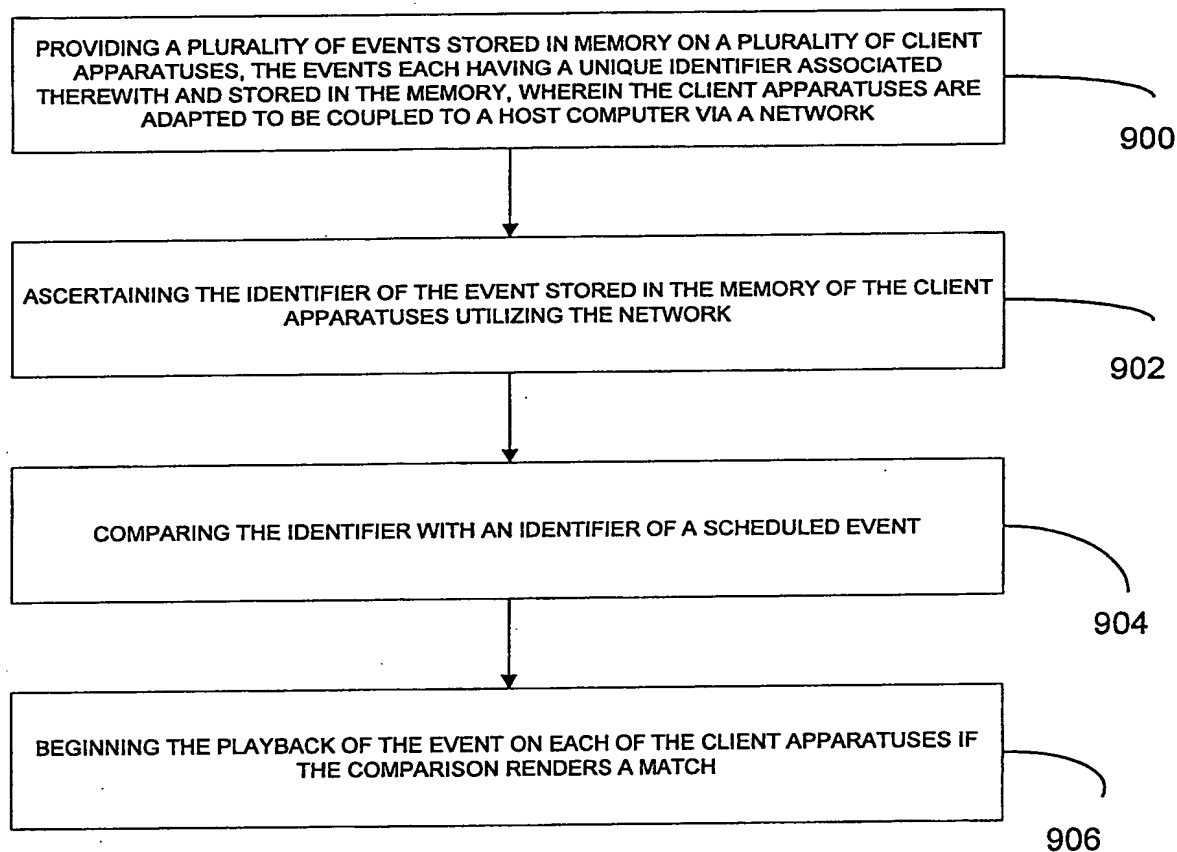 PROVIDING A PLURALITY OF EVENTS STORED IN MEMORY ON A PLURALITY OF CLIENT
APPARATUSES, THE EVENTS EACH HAVING A UNIQUE IDENTIFIER ASSOCIATED
THEREWITH AND STORED IN THE MEMORY, WHEREIN THE CLIENT APPARATUSES ARE
ADAPTED TO BE COUPLED TO A HOST COMPUTER VIA A NETWORK
900
ASCERTAINING THE IDENTIFIER OF THE EVENT STORED IN THE MEMORY OF THE CLIENT
APPARATUSES UTILIZING THE NETWORK
902
COMPARING THE IDENTIFIER WITH AN IDENTIFIER OF A SCHEDULED EVENT
904
BEGINNING THE PLAYBACK OF THE EVENT ON EACH OF THE CLIENT APPARATUSES IF
THE COMPARISON RENDERS A MATCH
906